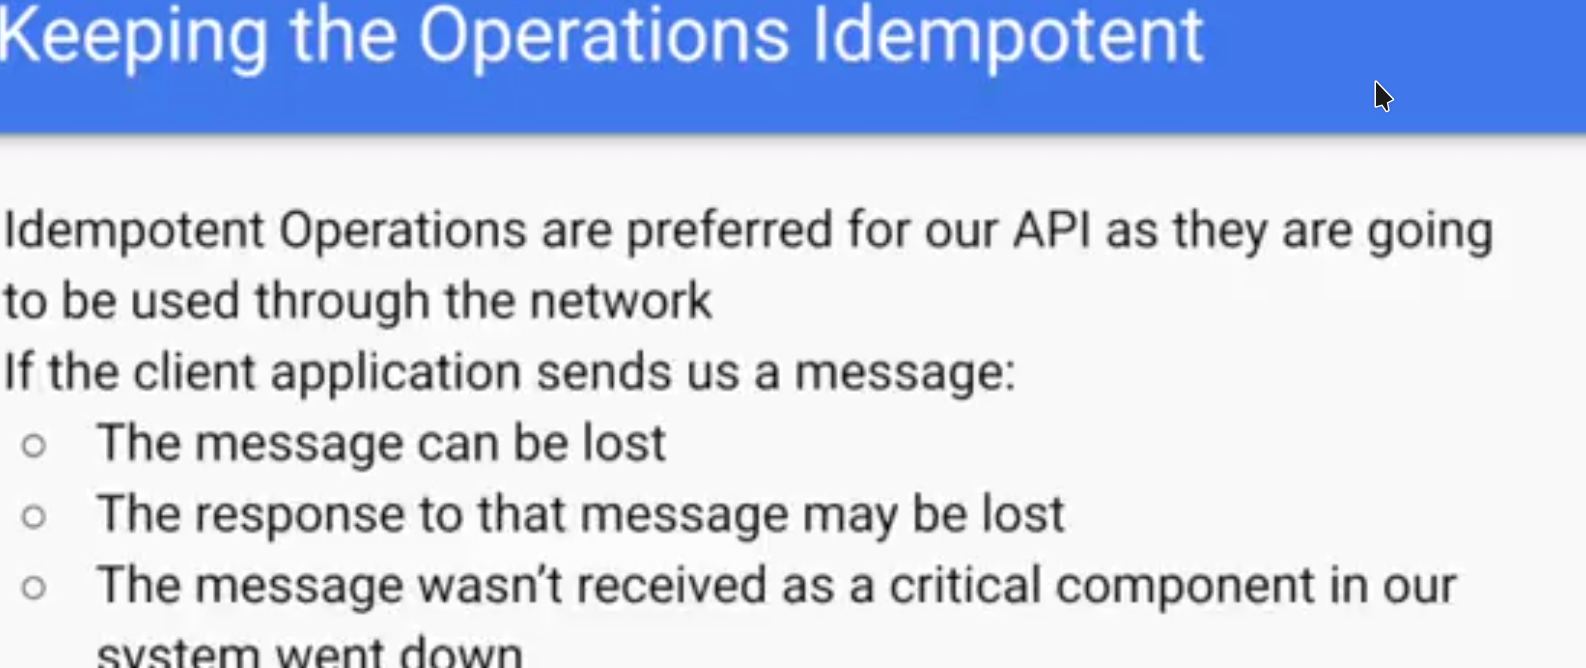 Keeping the Operations Idempotent
Idempotent Operations are preferred for our API as they are going
to be used through the network
If the client application sends us a message:
○ The message can be lost
○ The response to that message may be lost
○ The message wasn’t received as a critical component in our
system went down